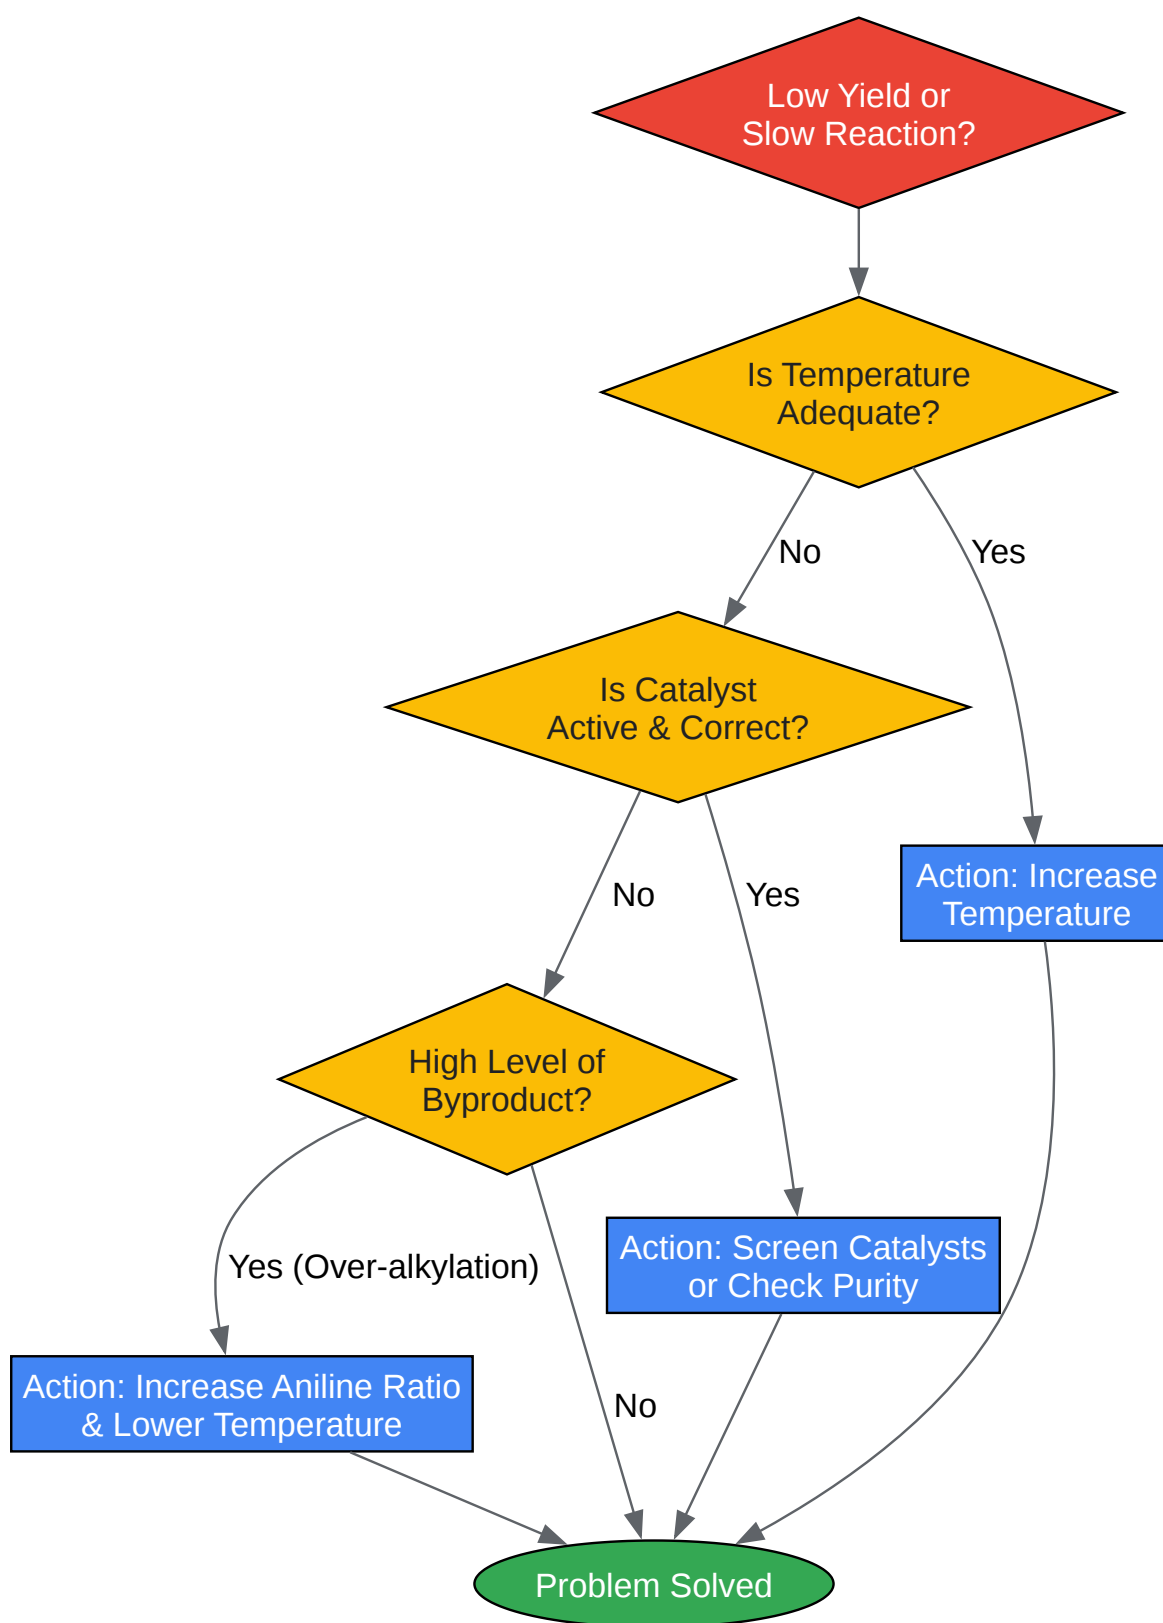 Low Yield or
Slow Reaction?
Is Temperature
Adequate?
No
Yes
Is Catalyst
Active & Correct?
Action: Increase
Temperature
No
Yes
High Level of
Byproduct?
Action: Screen Catalysts
or Check Purity
Yes (Over-alkylation)
Action: Increase Aniline Ratio
& Lower Temperature
No
Problem Solved